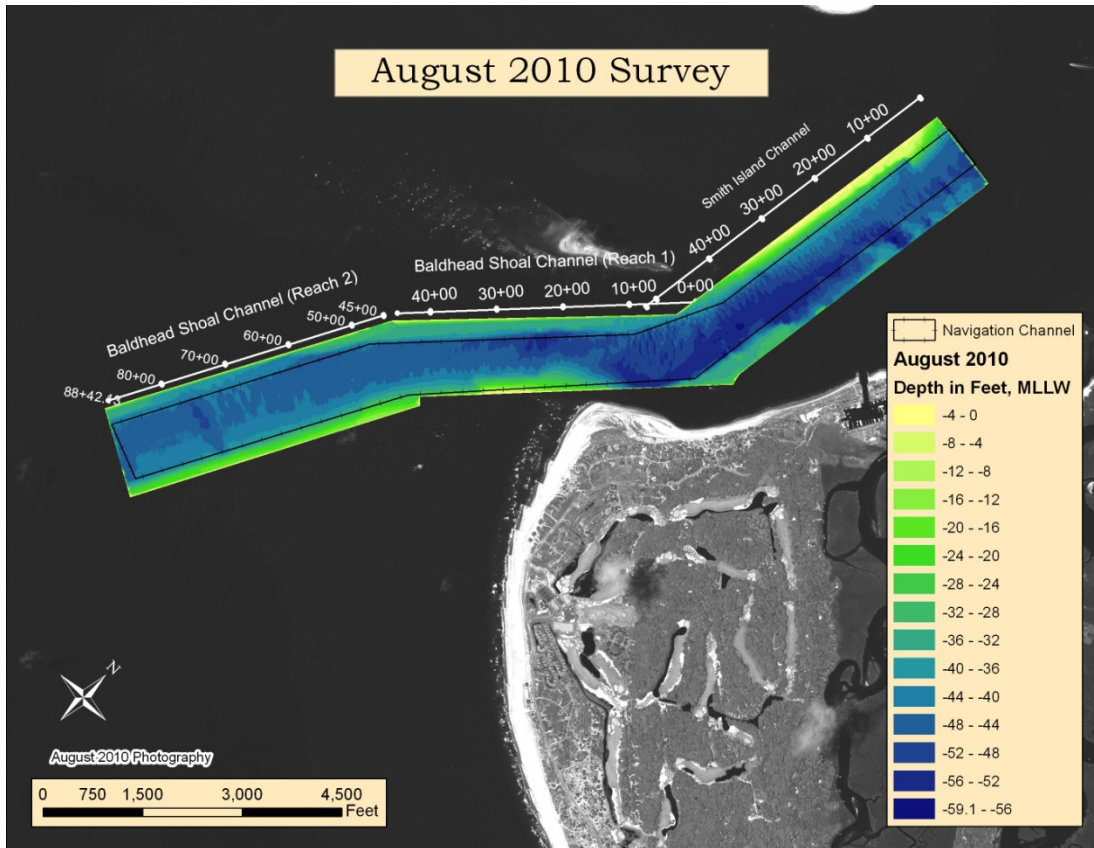 August 2010 Survey
Smith Island Channel
10+00
20+00
30+00
40+00
Baldhead Shoal Channel (Reach 1)
0+00
10+00
20+00
30+00
40+00
Baldhead Shoal Channel (Reach 2)
45+00
50+00
60+00
70+00
80+00
88+42.13
Navigation Channel
August 2010
Depth in Feet, MLLW
-4 - 0
-8 - -4
-12 - -8
-16 - -12
-20 - -16
-24 - -20
-28 - -24
-32 - -28
-36 - -32
-40 - -36
-44 - -40
-48 - -44
-52 - -48
-56 - -52
-59.1 - -56
N
August 2010 Photography
0 750 1,500 3,000 4,500
Feet